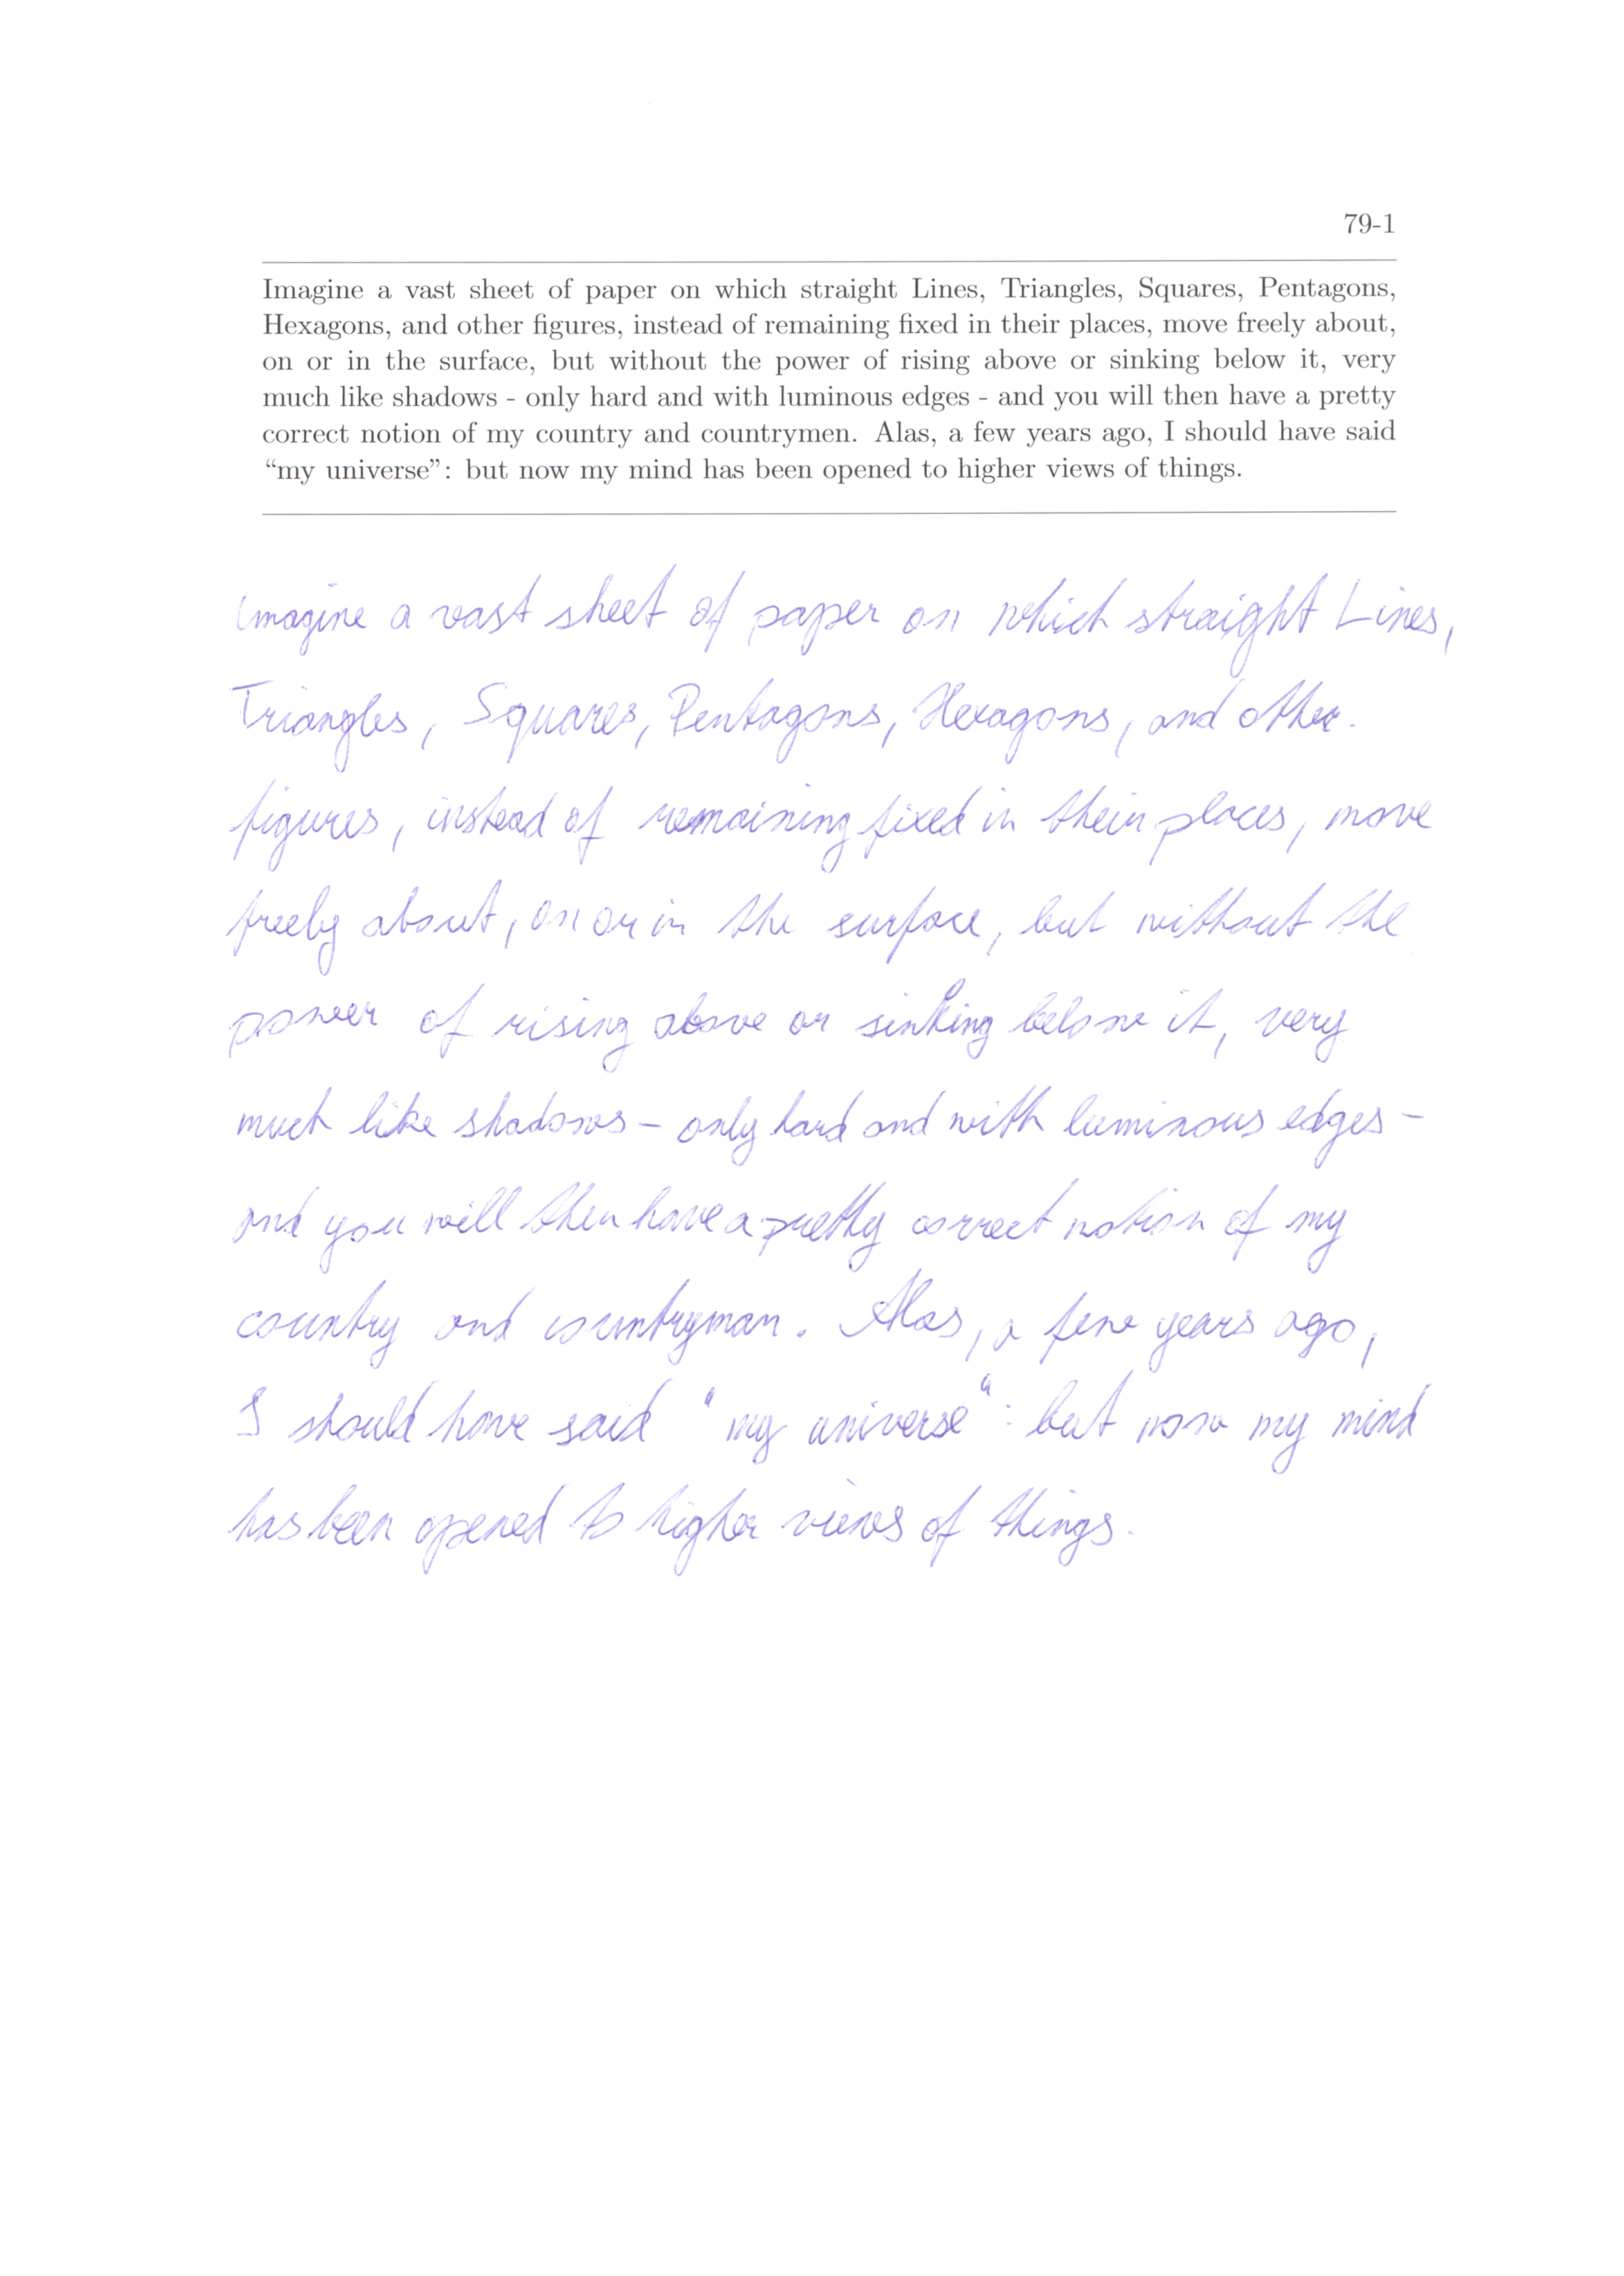 79-1
Imagine a vast sheet of paper on which straight Lines, Triangles, Squares, Pentagons,
Hexagons, and other figures, instead of remaining fixed in their places, move freely about,
on or in the surface, but without the power of rising above or sinking below it, very
much like shadows - only hard and with luminous edges - and you will then have a pretty
correct notion of my country and countrymen. Alas, a few years ago, I should have said
“my universe”: but now my mind has been opened to higher views of things.
Imagine a vast sheet of paper on which straight Lines,
Triangles, Squares, Pentagons, Hexagons, and other
figures, instead of remaining fixed in their places, move
freely about, on or in the surface, but without the
power of rising above or sinking below it, very
much like shadows – only hard and with luminous edges –
and you will then have a pretty correct notion of my
country and countryman. Alas, a few years ago,
I should have said "my universe": but now my mind
has been opened to higher views of things.